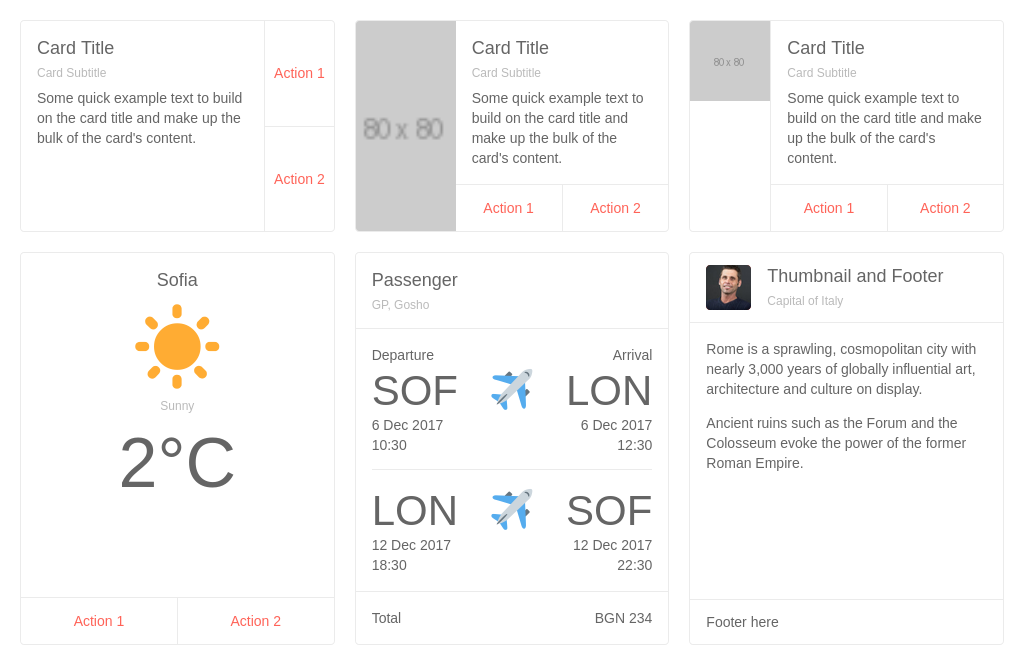 Card Title
Card Subtitle
Some quick example text to build
on the card title and make up the
bulk of the card's content.
Action 1
Action 2
80 x 80
Card Title
Card Subtitle
Some quick example text to
build on the card title and
make up the bulk of the
card's content.
Action 1
Action 2
80 x 80
Card Title
Card Subtitle
Some quick example text to
build on the card title and make
up the bulk of the card's
content.
Action 1
Action 2
Sofia
Sunny
2°C
Action 1
Action 2
Passenger
GP, Gosho
Departure
Arrival
SOF
LON
6 Dec 2017
6 Dec 2017
10:30
12:30
LON
SOF
12 Dec 2017
12 Dec 2017
18:30
22:30
Total
BGN 234
Thumbnail and Footer
Capital of Italy
Rome is a sprawling, cosmopolitan city with
nearly 3,000 years of globally influential art,
architecture and culture on display.
Ancient ruins such as the Forum and the
Colosseum evoke the power of the former
Roman Empire.
Footer here